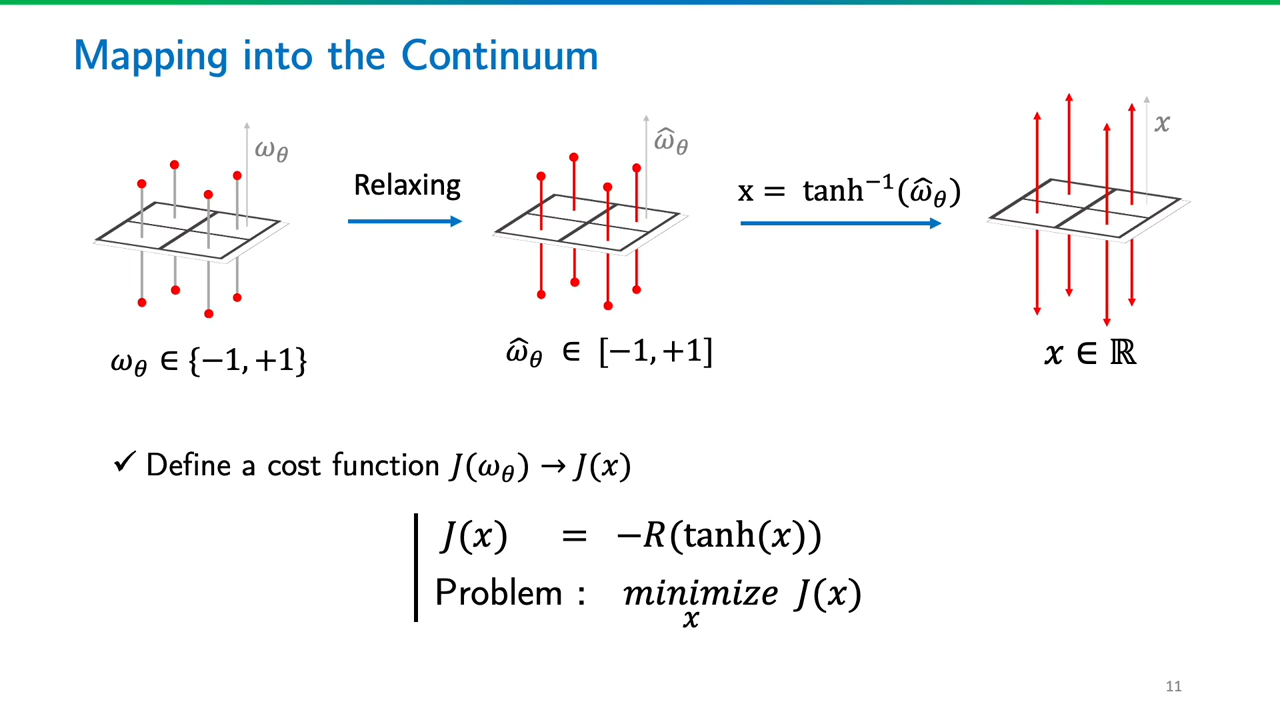 Mapping into the Continuum
ω_θ
Relaxing
ω̂_θ
x = tanh⁻¹(ω̂_θ)
x
ω_θ ∈ {−1, +1}
ω̂_θ ∈ [−1, +1]
x ∈ ℝ
✓ Define a cost function J(ω_θ) → J(x)
J(x) = −R(tanh(x))
Problem : minimize J(x)
x
11